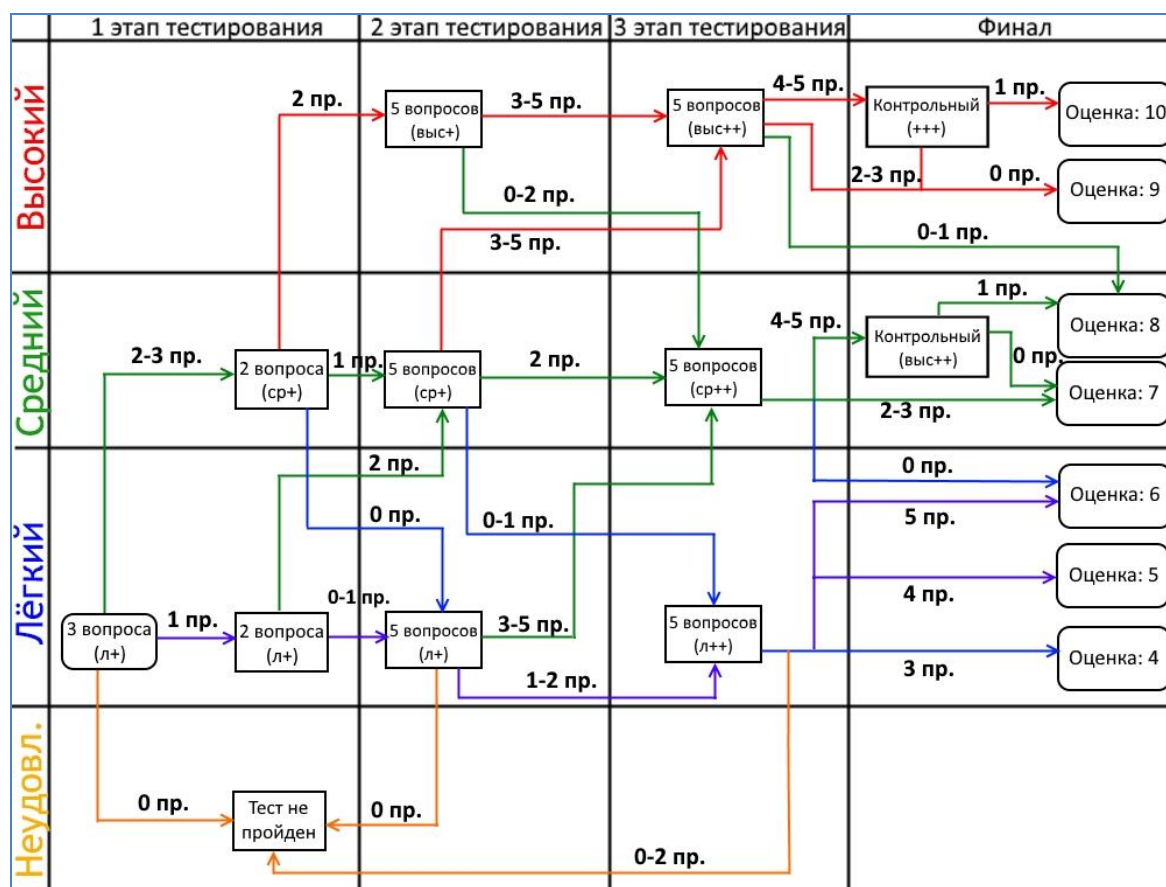 1 этап тестирования
2 этап тестирования
3 этап тестирования
Финал
Высокий
2 пр.
5 вопросов
(выс+)
3-5 пр.
5 вопросов
(выс++)
4-5 пр.
Контрольный
(+++)
1 пр.
Оценка: 10
0-2 пр.
2-3 пр.
0 пр.
Оценка: 9
3-5 пр.
0-1 пр.
Средний
2-3 пр.
2 вопроса
(ср+)
1 пр.
5 вопросов
(ср+)
2 пр.
5 вопросов
(ср++)
4-5 пр.
Контрольный
(выс++)
1 пр.
Оценка: 8
0 пр.
Оценка: 7
2-3 пр.
Лёгкий
2 пр.
0 пр.
0-1 пр.
0 пр.
Оценка: 6
5 пр.
Оценка: 5
4 пр.
3 вопроса
(л+)
1 пр.
2 вопроса
(л+)
0-1 пр.
5 вопросов
(л+)
3-5 пр.
1-2 пр.
5 вопросов
(л++)
3 пр.
Оценка: 4
Неудовл.
0 пр.
Тест не
пройден
0 пр.
0-2 пр.